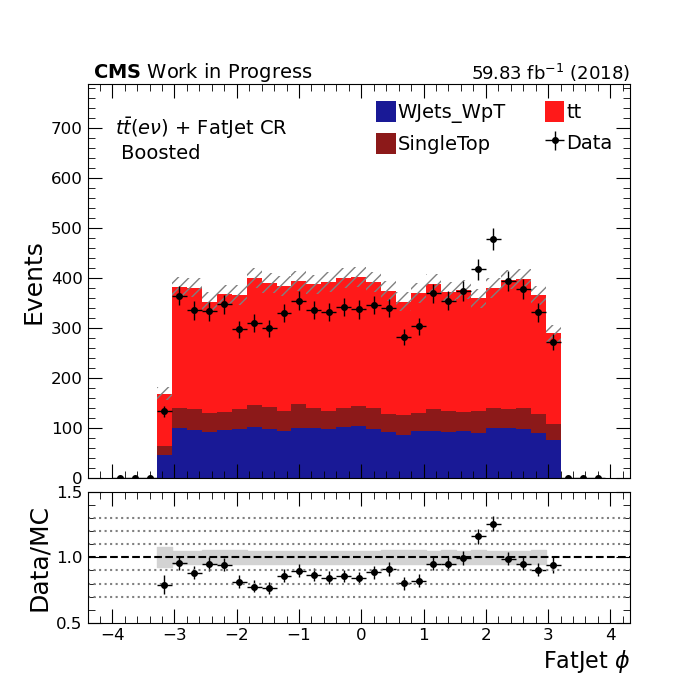 CMS Work in Progress 59.83 fb⁻¹ (2018)
tt̄(eν) + FatJet CR
Boosted
WJets_WpT
tt
SingleTop
Data
Events
700
600
500
400
300
200
100
0
Data/MC
1.5
1.0
0.5
−4 −3 −2 −1 0 1 2 3 4
FatJet ϕ